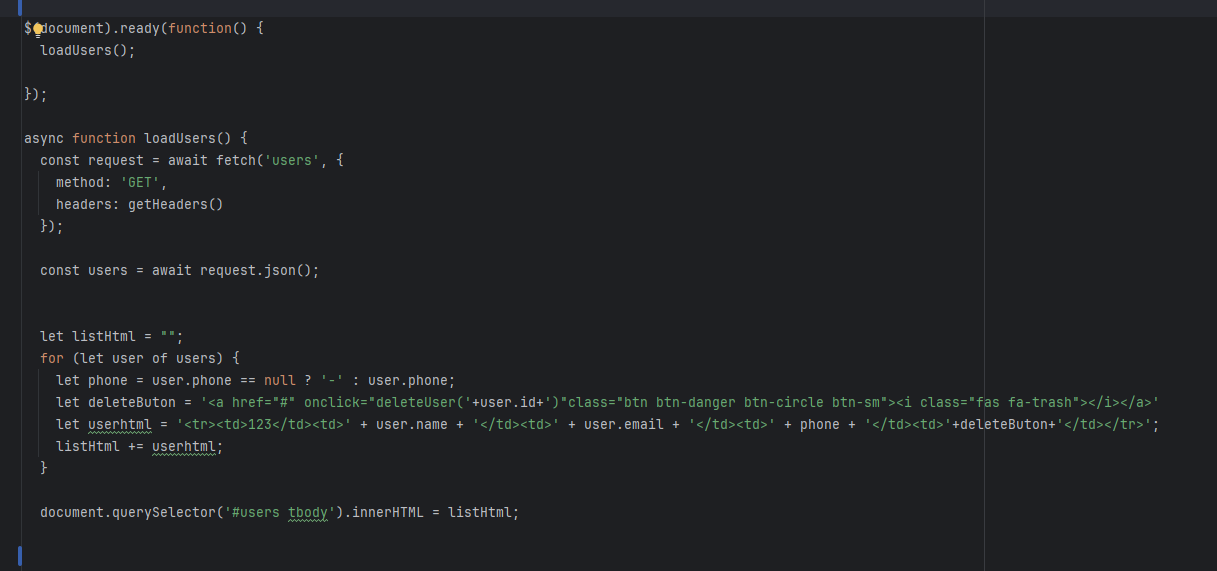 $(document).ready(function() {
  loadUsers();
});
async function loadUsers() {
  const request = await fetch('users', {
    method: 'GET',
    headers: getHeaders()
  });
  const users = await request.json();
  let listHtml = "";
  for (let user of users) {
    let phone = user.phone == null ? '-' : user.phone;
    let deleteButon = '<a href="#" onclick="deleteUser('+user.id+')"class="btn btn-danger btn-circle btn-sm"><i class="fas fa-trash"></i></a>'
    let userhtml = '<tr><td>123</td><td>' + user.name + '</td><td>' + user.email + '</td><td>' + phone + '</td><td>'+deleteButon+'</td></tr>';
    listHtml += userhtml;
  }
  document.querySelector('#users tbody').innerHTML = listHtml;